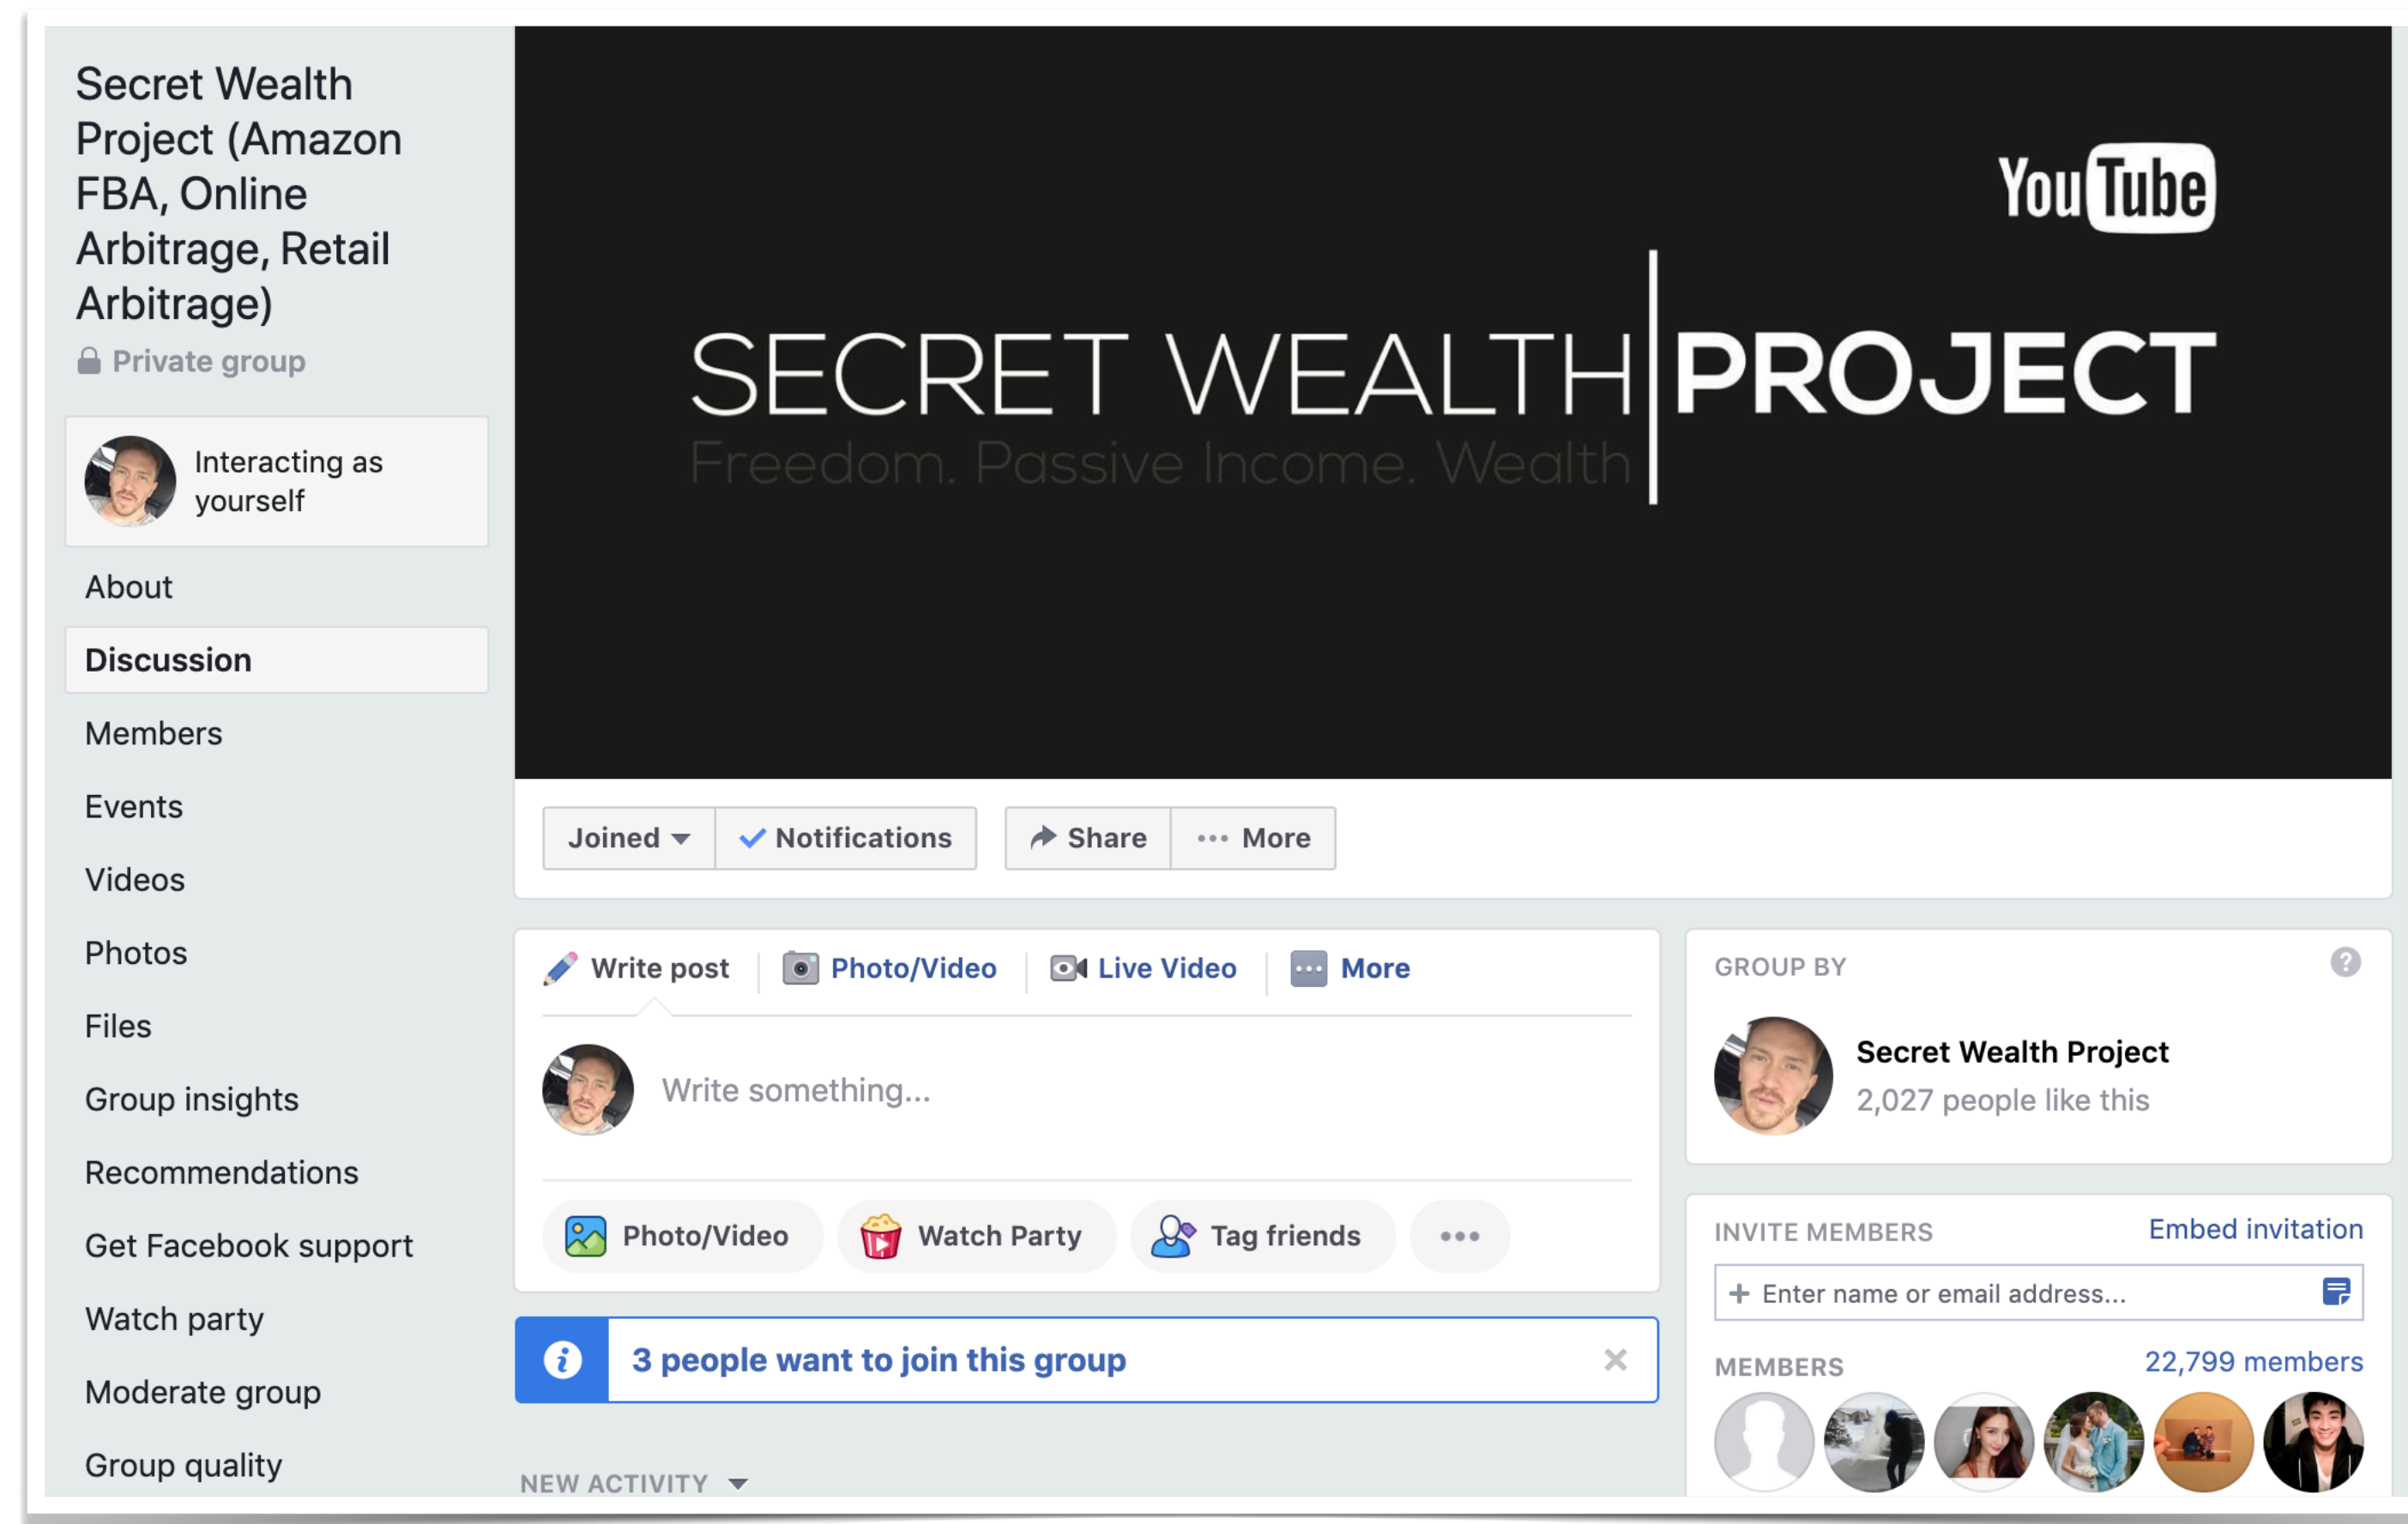 Secret Wealth
Project (Amazon
FBA, Online
Arbitrage, Retail
Arbitrage)
Private group
Interacting as
yourself
About
Discussion
Members
Events
Videos
Photos
Files
Group insights
Recommendations
Get Facebook support
Watch party
Moderate group
Group quality
YouTube
SECRET WEALTH PROJECT
Freedom. Passive Income. Wealth
Joined Notifications Share More
Write post Photo/Video Live Video More
Write something...
Photo/Video Watch Party Tag friends
3 people want to join this group
NEW ACTIVITY
GROUP BY
Secret Wealth Project
2,027 people like this
INVITE MEMBERS Embed invitation
+ Enter name or email address...
MEMBERS 22,799 members